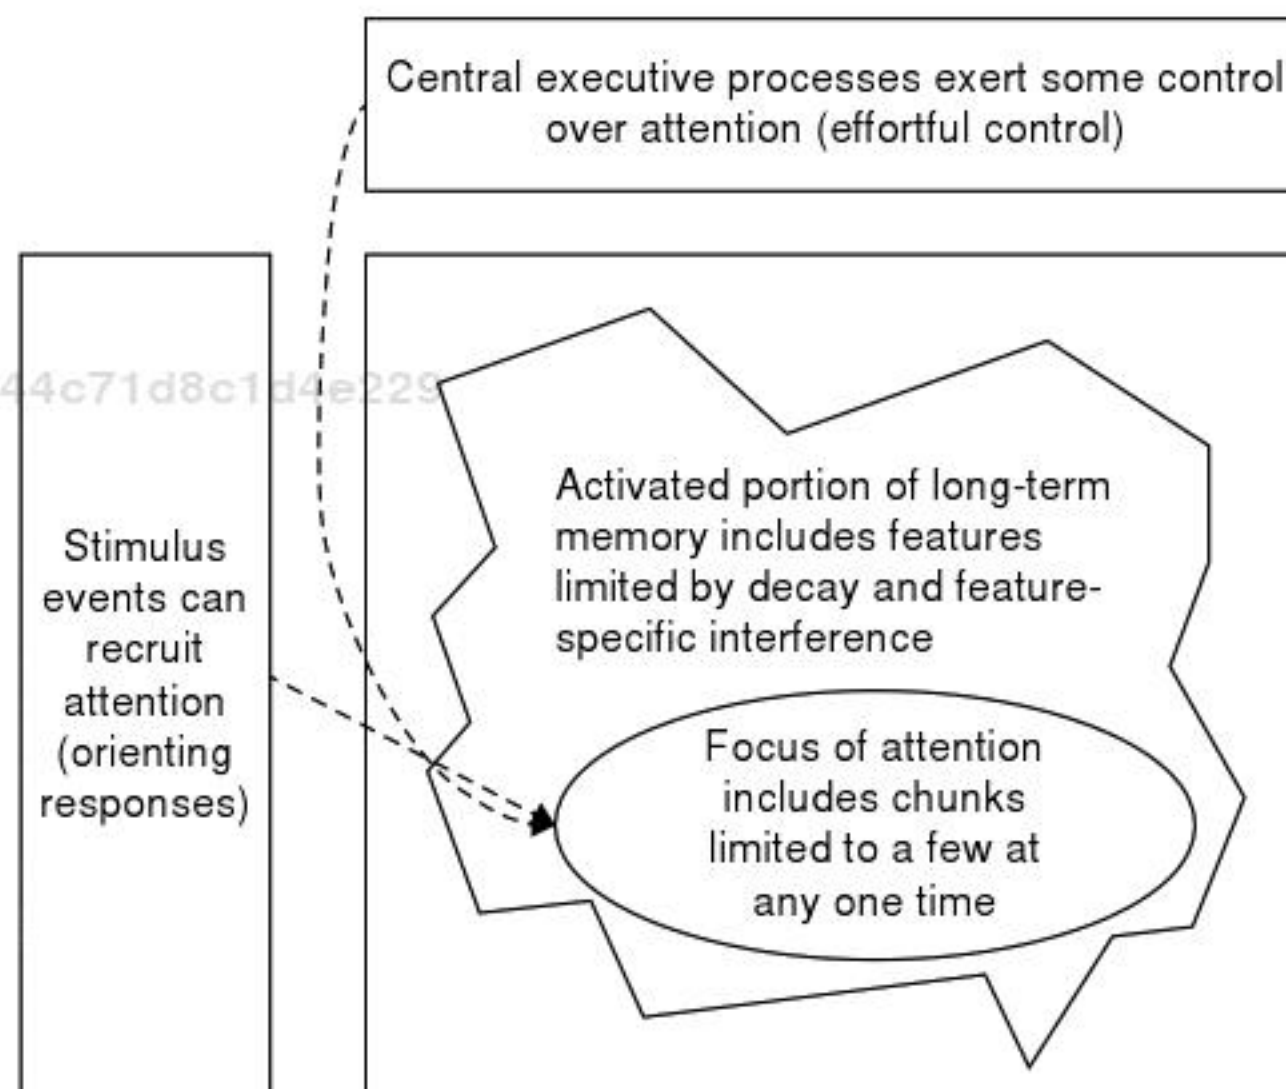 Central executive processes exert some control
over attention (effortful control)
44c71d8c1d4e229
Stimulus
events can
recruit
attention
(orienting
responses)
Activated portion of long-term
memory includes features
limited by decay and feature-
specific interference
Focus of attention
includes chunks
limited to a few at
any one time